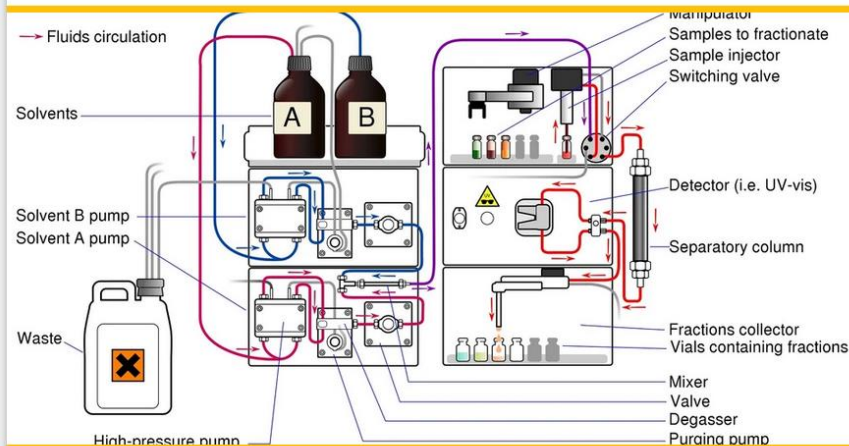 Manipulator
Fluids circulation
Samples to fractionate
Sample injector
Switching valve
Solvents
A
B
Detector (i.e. UV-vis)
Solvent B pump
Solvent A pump
Separatory column
Waste
Fractions collector
Vials containing fractions
Mixer
Valve
Degasser
High-pressure pump
Purging pump